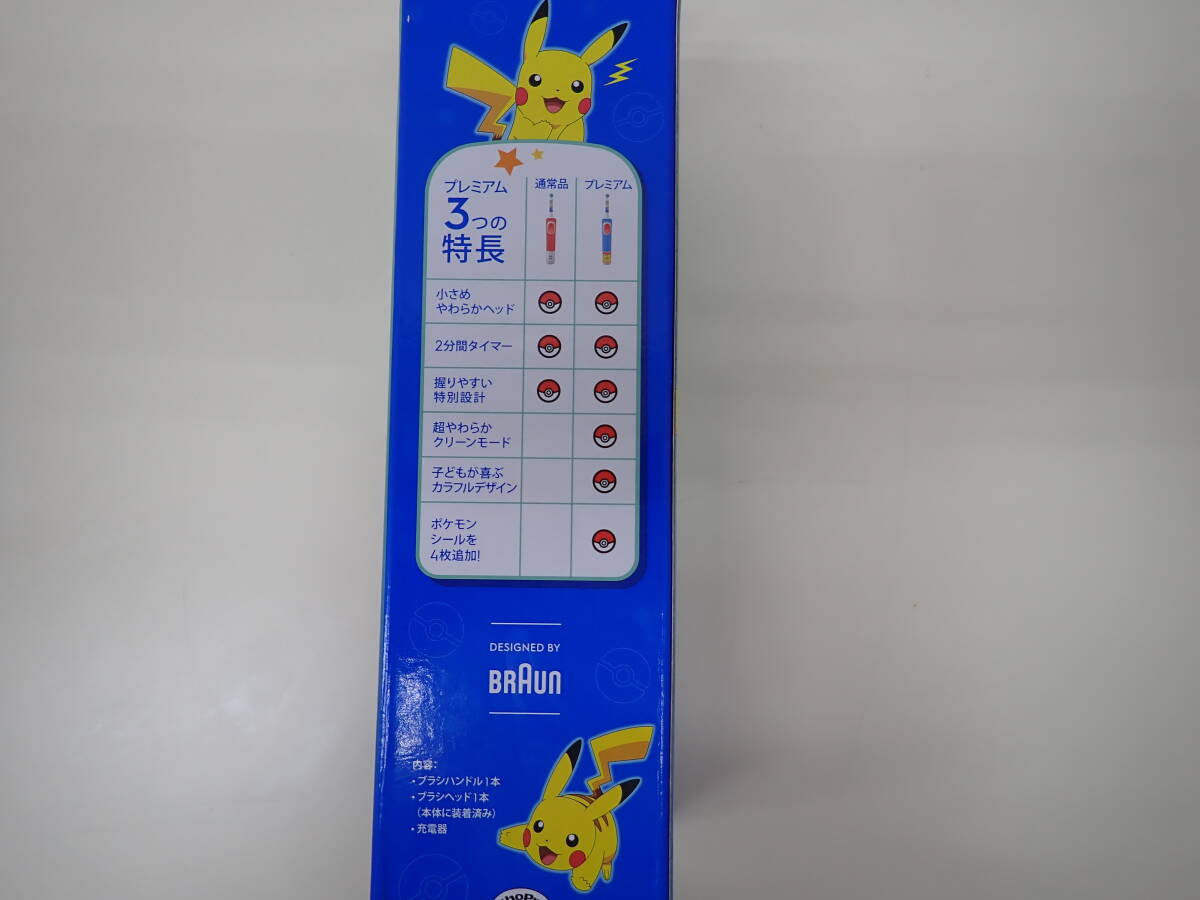 プレミアム
3つの
特長
通常品
プレミアム
小さめ
やわらかヘッド
2分間タイマー
握りやすい
特別設計
超やわらか
クリーンモード
子どもが喜ぶ
カラフルデザイン
ポケモン
シールを
4枚追加!
DESIGNED BY
BRAUN
内容:
・ブラシハンドル1本
・ブラシヘッド1本
(本体に装着済み)
・充電器